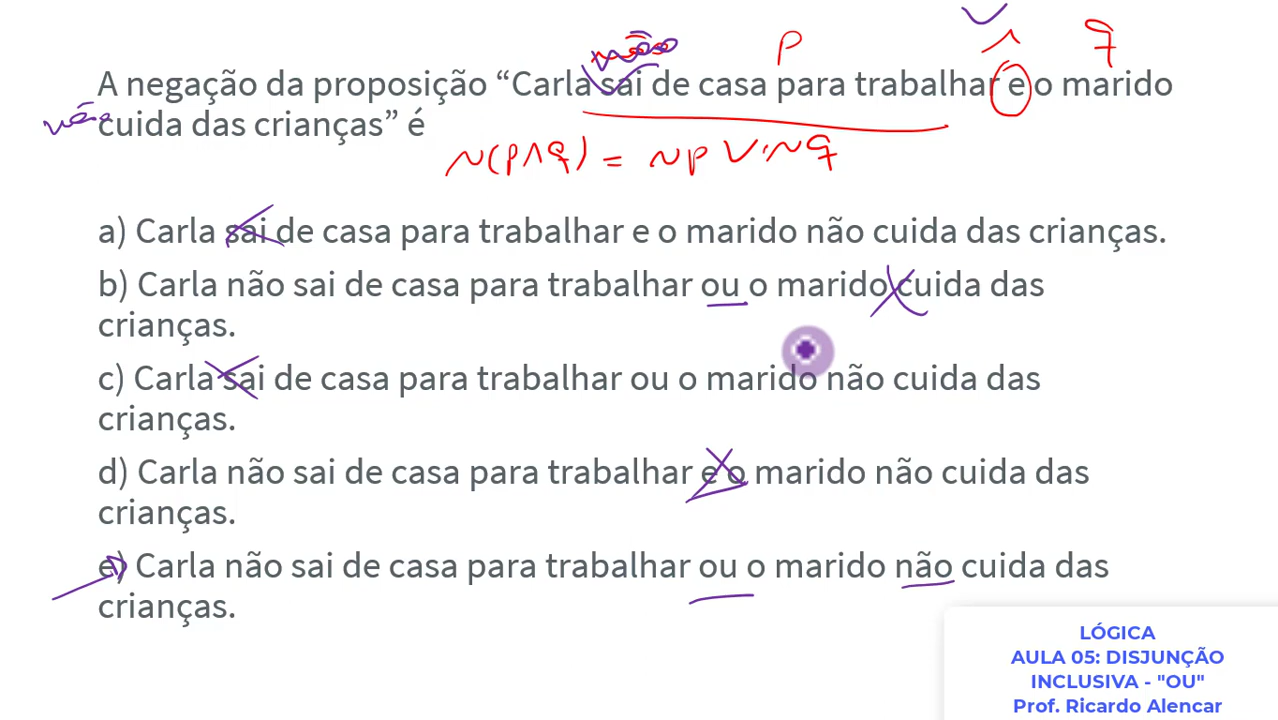 não p ∨ ∧ q
A negação da proposição “Carla sai de casa para trabalhar e o marido
não
cuida das crianças” é
~(p∧q) = ~p ∨ ~q
a) Carla sai de casa para trabalhar e o marido não cuida das crianças.
b) Carla não sai de casa para trabalhar ou o marido cuida das
crianças.
c) Carla sai de casa para trabalhar ou o marido não cuida das
crianças.
d) Carla não sai de casa para trabalhar e o marido não cuida das
crianças.
e) Carla não sai de casa para trabalhar ou o marido não cuida das
crianças.
LÓGICA
AULA 05: DISJUNÇÃO
INCLUSIVA - "OU"
Prof. Ricardo Alencar